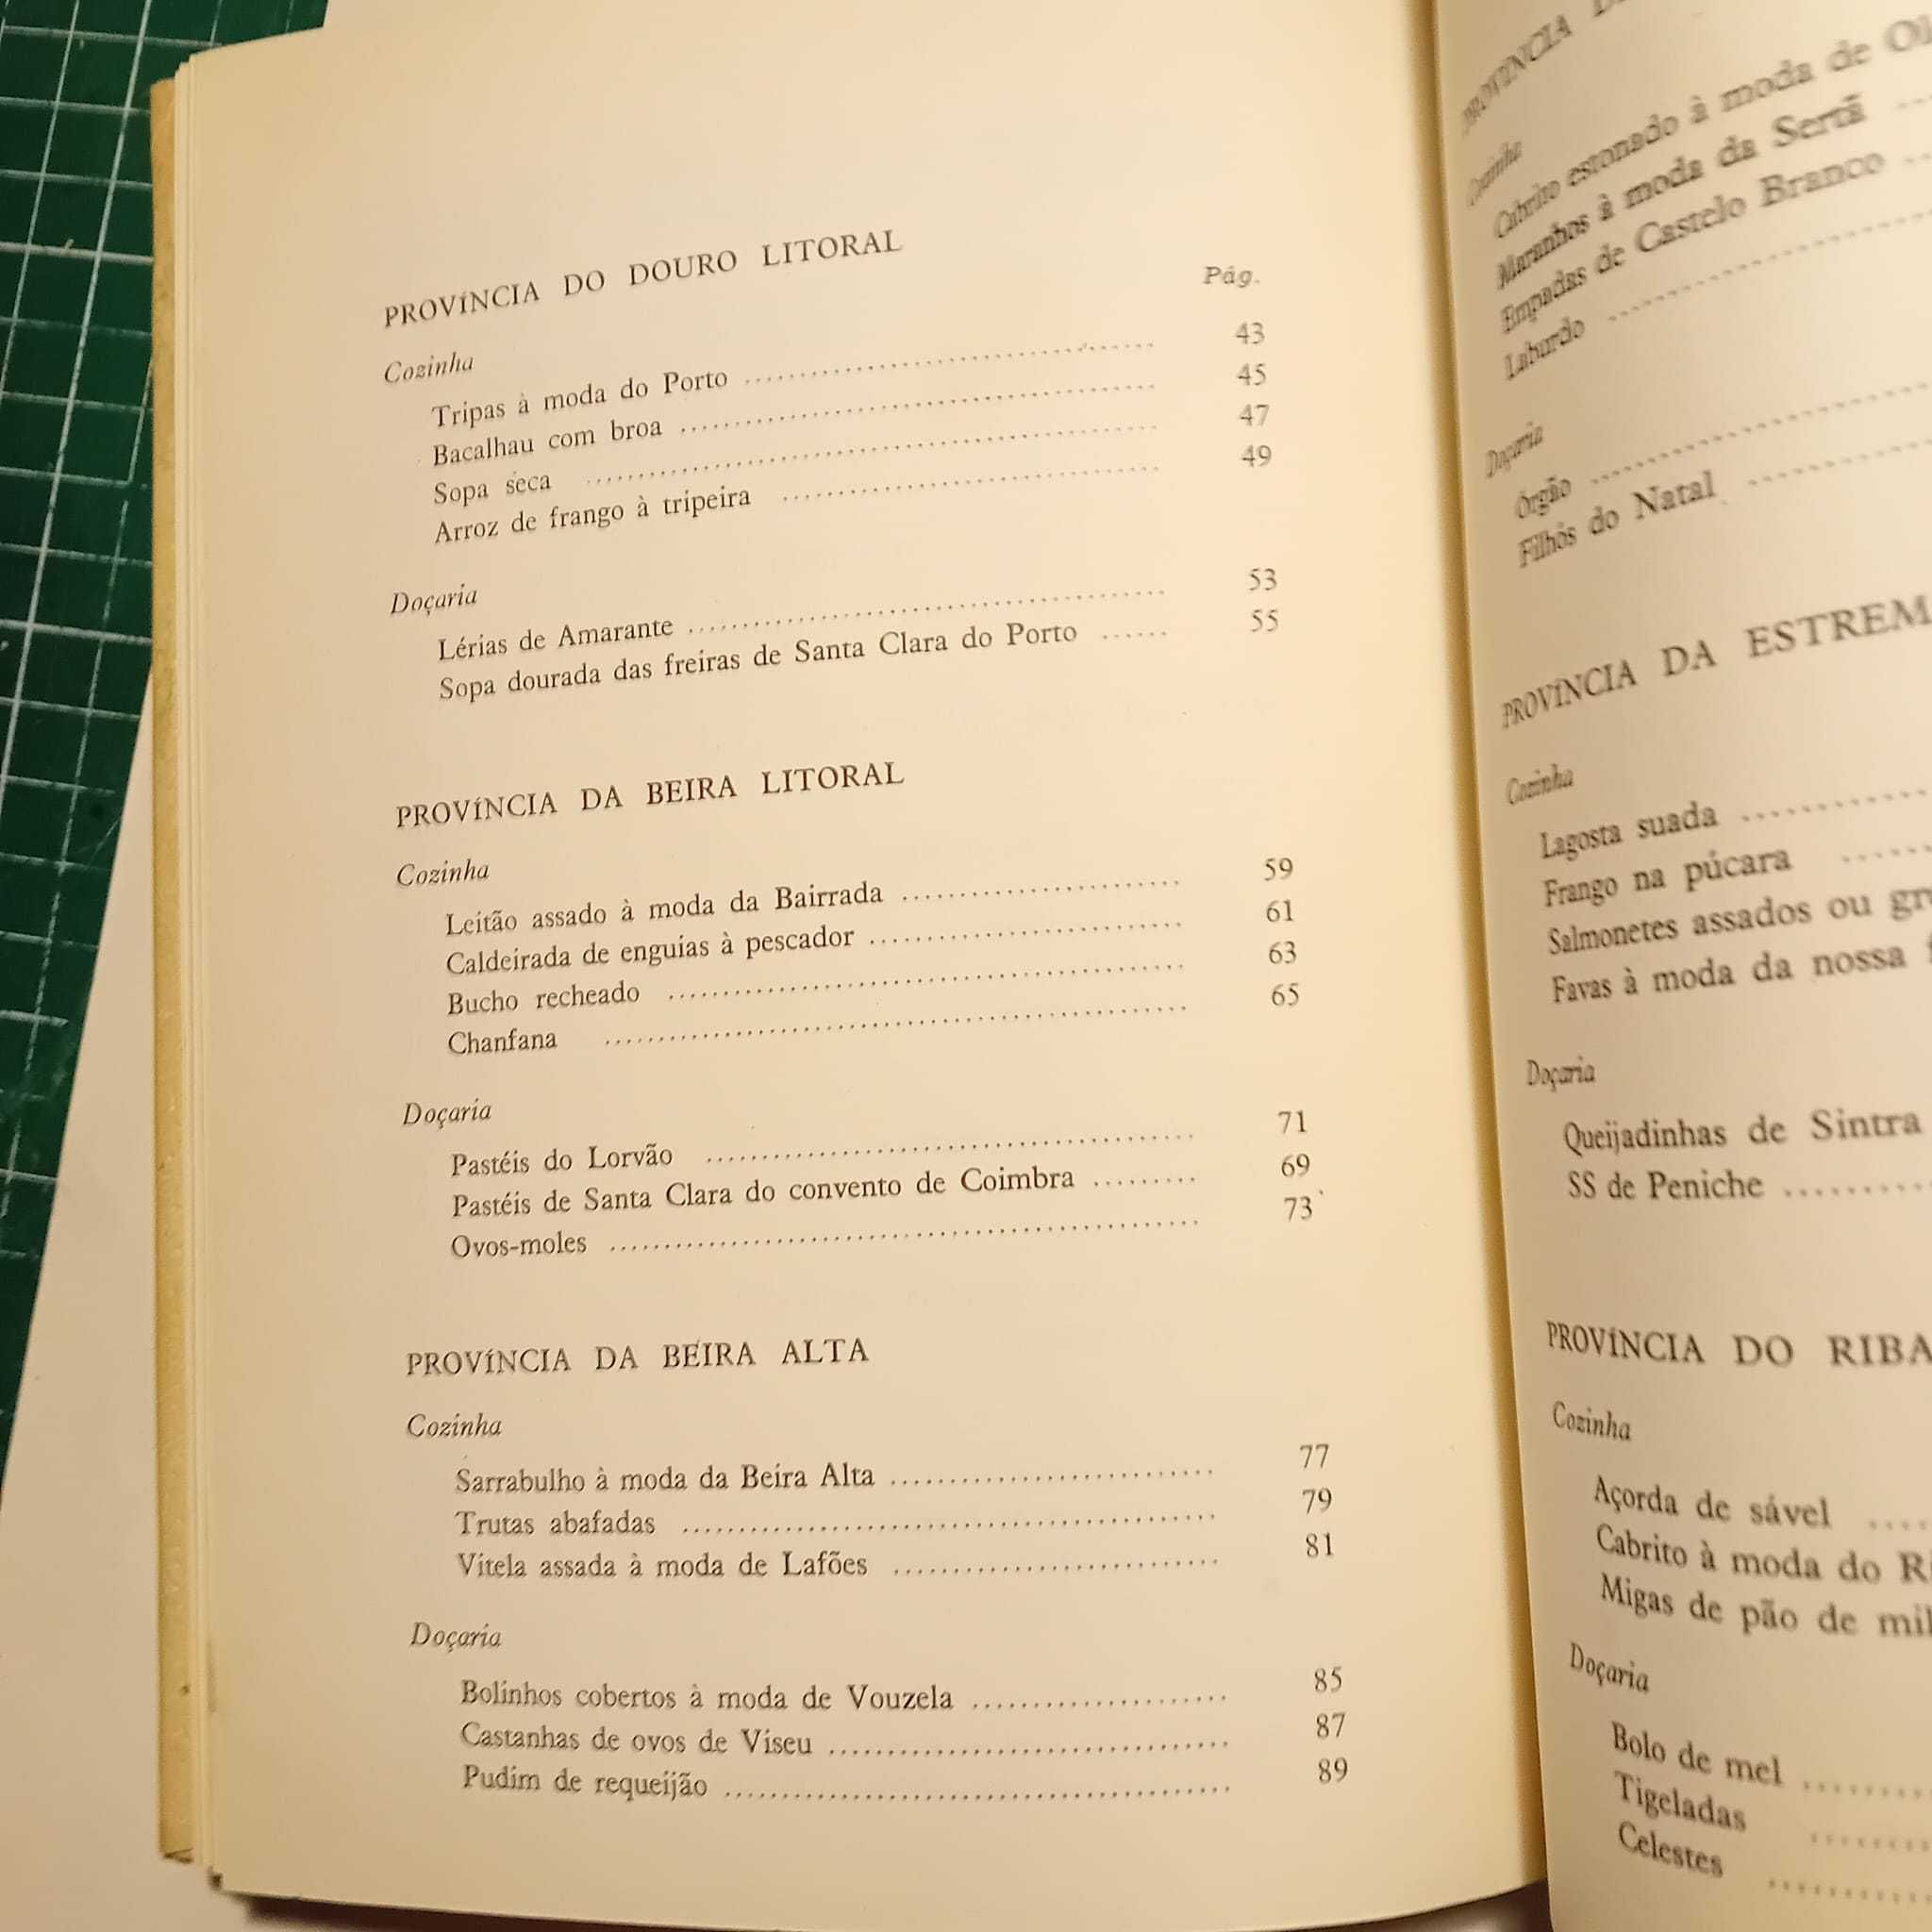 PROVÍNCIA DO DOURO LITORAL
Pág.
Cozinha
Tripas à moda do Porto ........ 43
Bacalhau com broa ........ 45
Sopa seca ........ 47
Arroz de frango à tripeira ........ 49
Doçaria
Lérias de Amarante ........ 53
Sopa dourada das freiras de Santa Clara do Porto ...... 55
PROVÍNCIA DA BEIRA LITORAL
Cozinha
Leitão assado à moda da Bairrada ........ 59
Caldeirada de enguias à pescador ........ 61
Bucho recheado ........ 63
Chanfana ........ 65
Doçaria
Pastéis do Lorvão ........ 71
Pastéis de Santa Clara do convento de Coimbra ......... 69
Ovos-moles ........ 73
PROVÍNCIA DA BEIRA ALTA
Cozinha
Sarrabulho à moda da Beira Alta ........ 77
Trutas abafadas ........ 79
Vitela assada à moda de Lafões ........ 81
Doçaria
Bolinhos cobertos à moda de Vouzela ........ 85
Castanhas de ovos de Viseu ........ 87
Pudim de requeijão ........ 89
PROVÍNCIA
Cozinha
Cabrito estonado à moda de
Maranhos à moda da Sertã
Empadas de Castelo Branco
Laburdo
Doçaria
Órgão
Filhós do Natal
PROVÍNCIA DA ESTREM
Cozinha
Lagosta suada
Frango na púcara
Salmonetes assados ou gr
Favas à moda da nossa
Doçaria
Queijadinhas de Sintra
SS de Peniche
PROVÍNCIA DO RIBA
Cozinha
Açorda de sável
Cabrito à moda do Ri
Migas de pão de mil
Doçaria
Bolo de mel
Tigeladas
Celestes